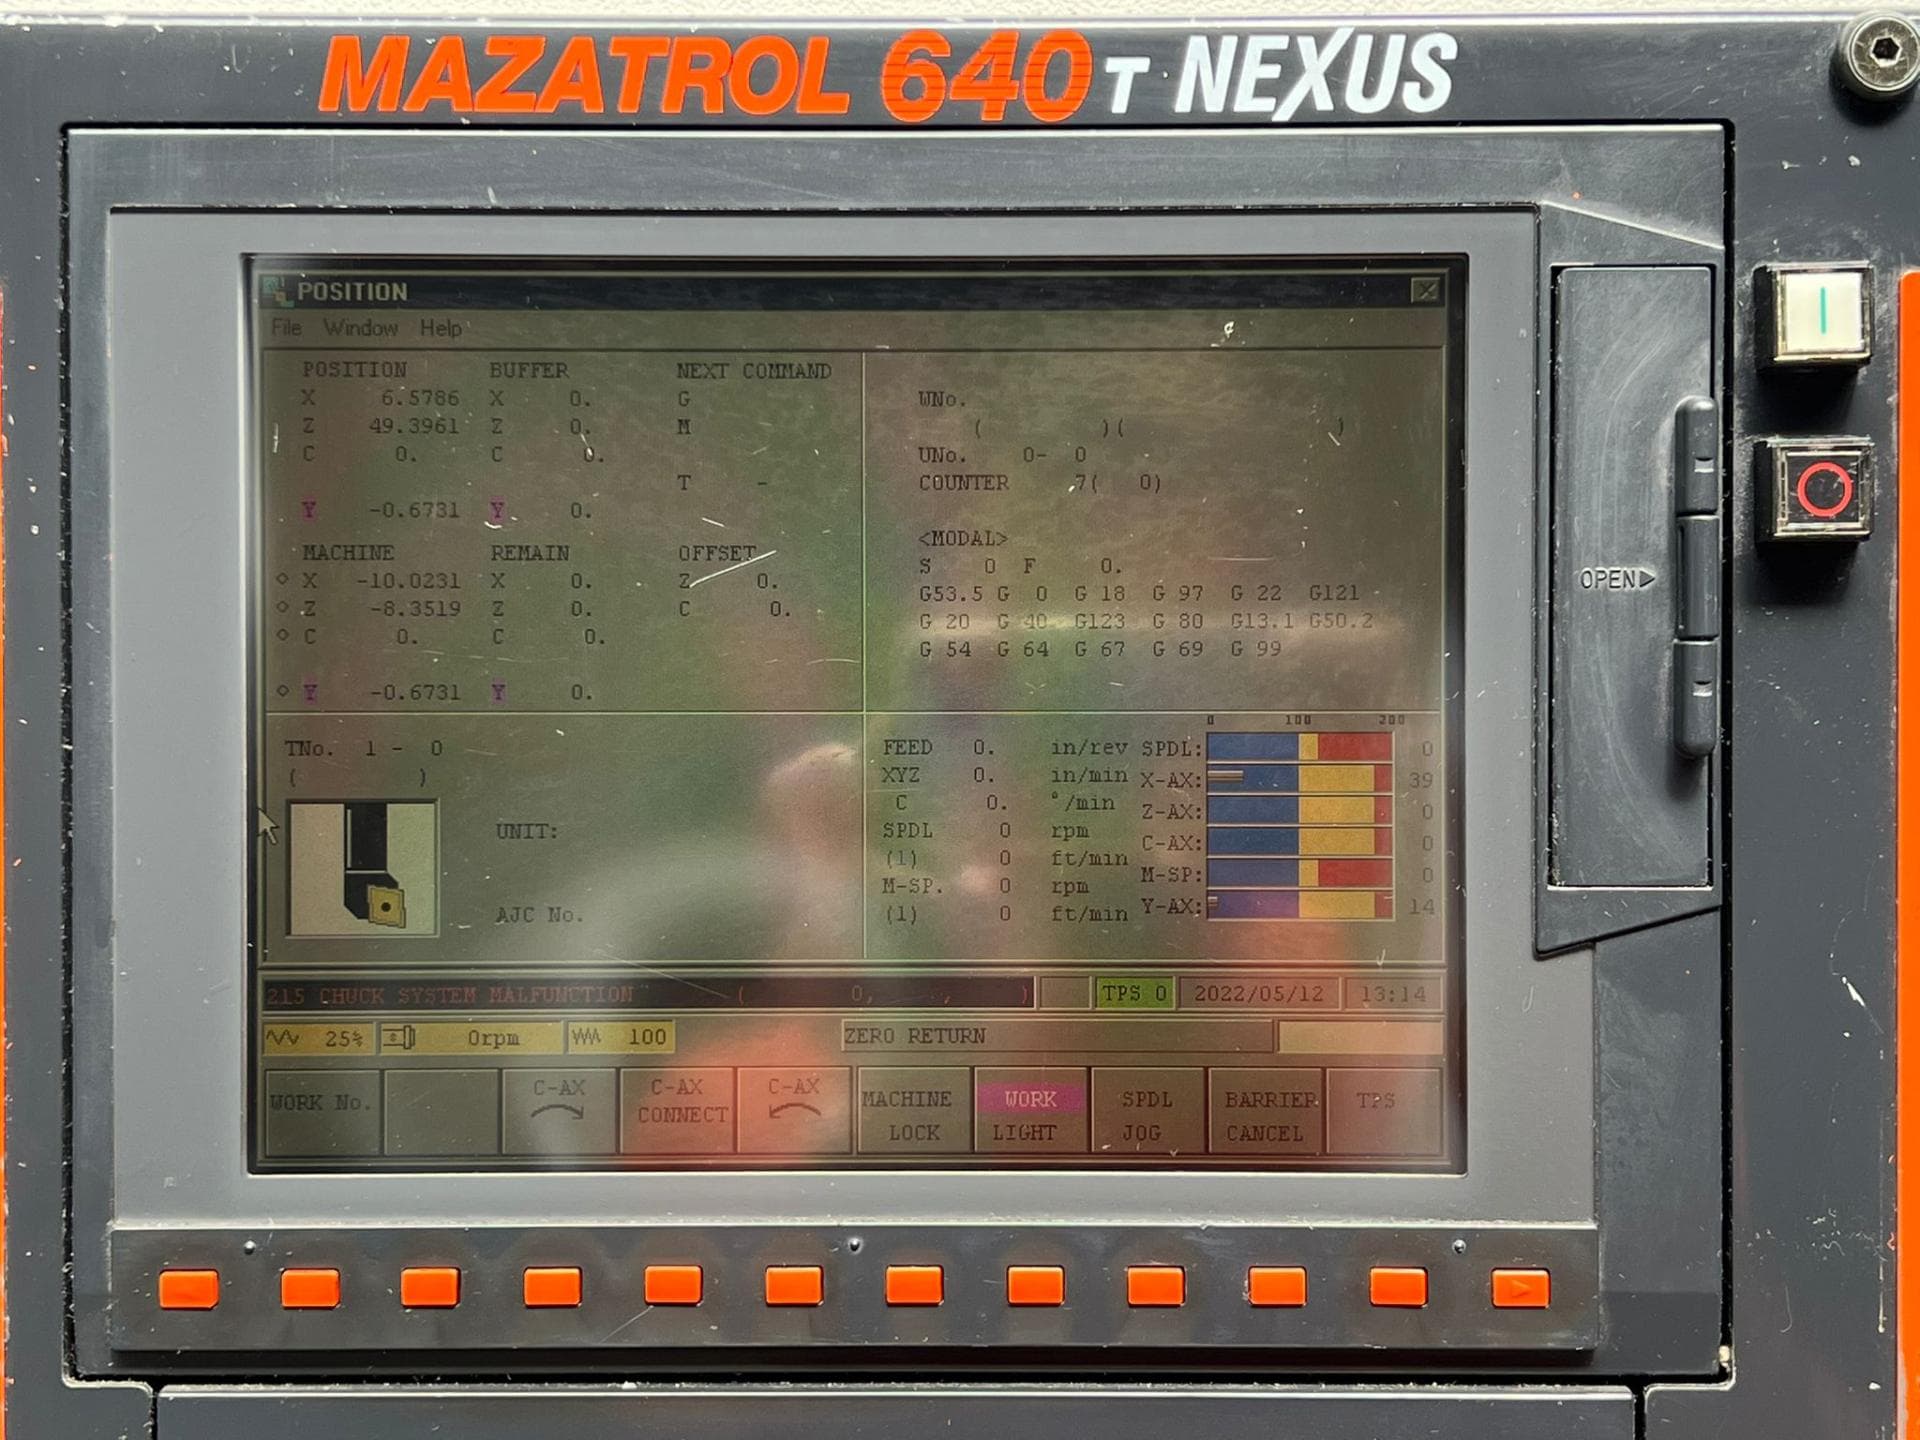 MAZATROL 640 T NEXUS
POSITION
File Window Help
POSITION BUFFER NEXT COMMAND
X 6.5786 X 0. G
Z 49.3961 Z 0. M
C 0. C 0.
T -
Y -0.6731 Y 0.
MACHINE REMAIN OFFSET
X -10.0231 X 0. Z 0.
Z -8.3519 Z 0. C 0.
C 0. C 0.
Y -0.6731 Y 0.
WNo.
( )( )
UNo. 0- 0
COUNTER 7( 0)
<MODAL>
S 0 F 0.
G53.5 G 0 G 18 G 97 G 22 G121
G 20 G 40 G123 G 80 G13.1 G50.2
G 54 G 64 G 67 G 69 G 99
TNo. 1 - 0
( )
UNIT:
AJC No.
FEED 0. in/rev
XYZ 0. in/min
C 0. °/min
SPDL 0 rpm
(1) 0 ft/min
M-SP. 0 rpm
(1) 0 ft/min
0 100 200
SPDL: 0
X-AX: 39
Z-AX: 0
C-AX: 0
M-SP: 0
Y-AX: 14
215 CHUCK SYSTEM MALFUNCTION ( 0, , ) TPS 0 2022/05/12 13:14
25% 0rpm 100 ZERO RETURN
WORK No.
C-AX
C-AX CONNECT
C-AX
MACHINE LOCK
WORK LIGHT
SPDL JOG
BARRIER CANCEL
TPS
OPEN